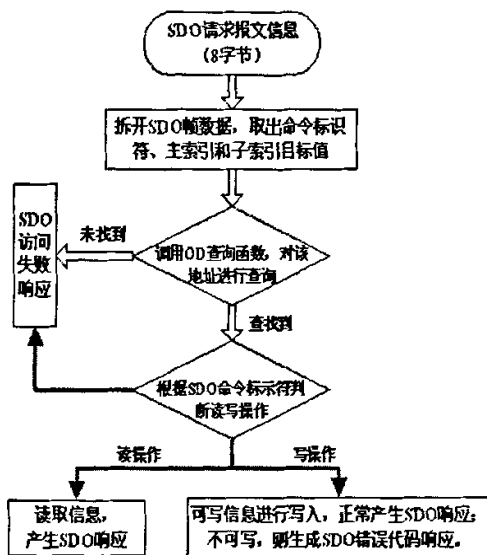 SDO请求报文信息
(8字节)
拆开SDO帧数据，取出命令标识
符、主索引和子索引目标值
SDO
访问
失败
响应
未找到
调用OD查询函数，对该
地址进行查询
查找到
根据SDO命令标示符判
断读写操作
读操作
写操作
读取信息，
产生SDO响应
可写信息进行写入，正常产生SDO响应；
不可写，则生成SDO错误代码响应。